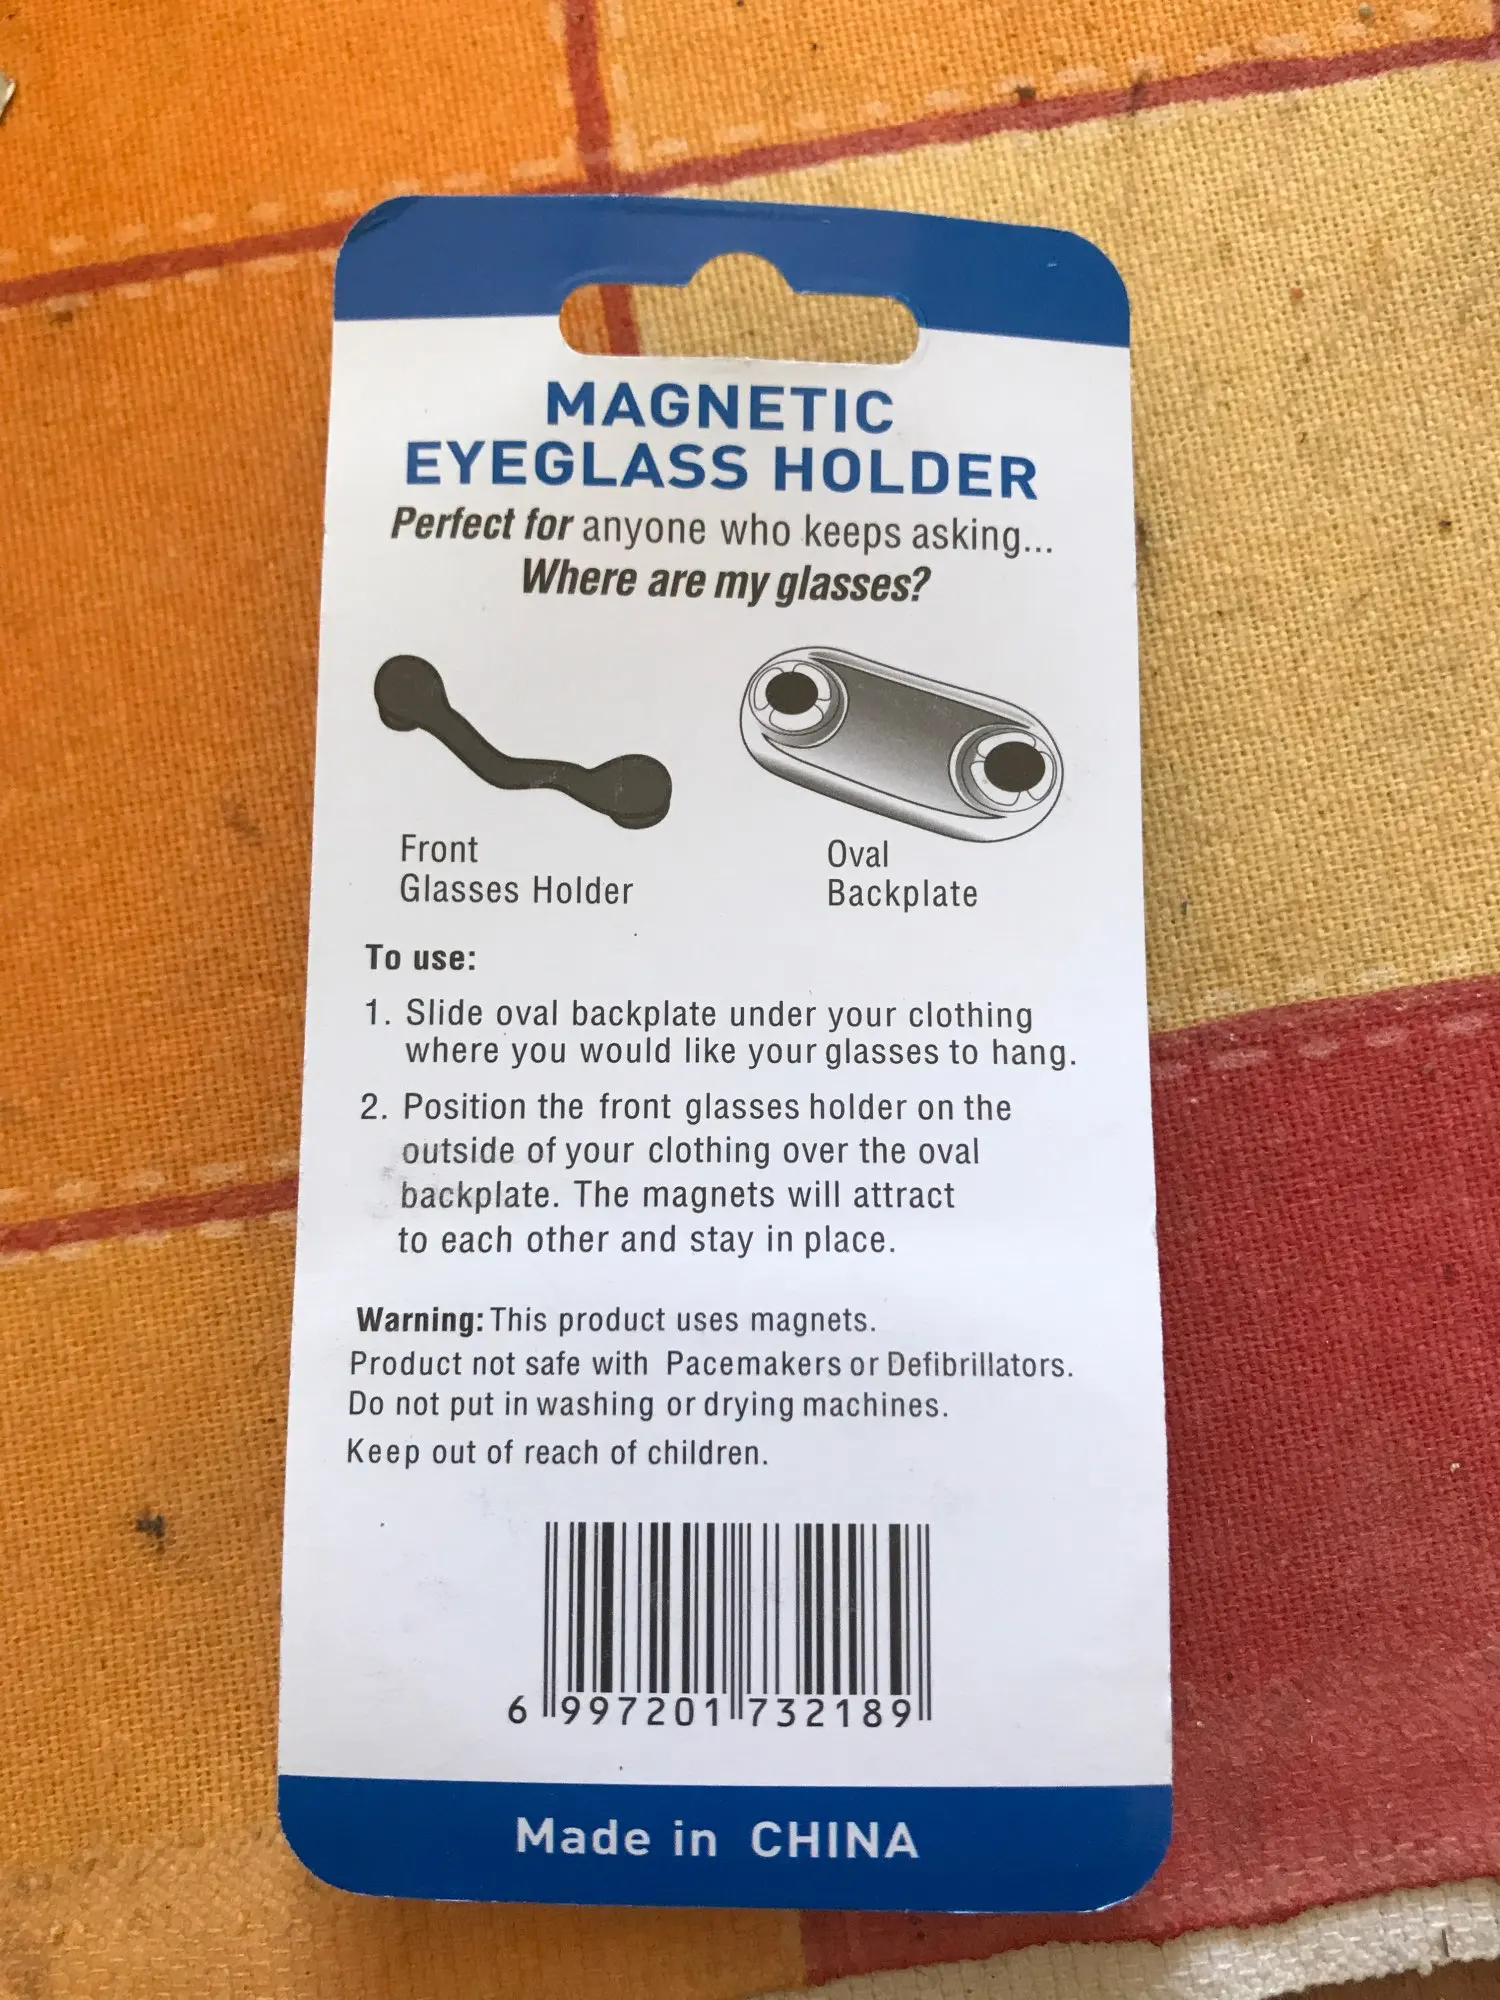 MAGNETIC
EYEGLASS HOLDER
Perfect for anyone who keeps asking...
Where are my glasses?
Front
Glasses Holder
Oval
Backplate
To use:
1. Slide oval backplate under your clothing
where you would like your glasses to hang.
2. Position the front glasses holder on the
outside of your clothing over the oval
backplate. The magnets will attract
to each other and stay in place.
Warning: This product uses magnets.
Product not safe with Pacemakers or Defibrillators.
Do not put in washing or drying machines.
Keep out of reach of children.
6 997201 732189
Made in CHINA